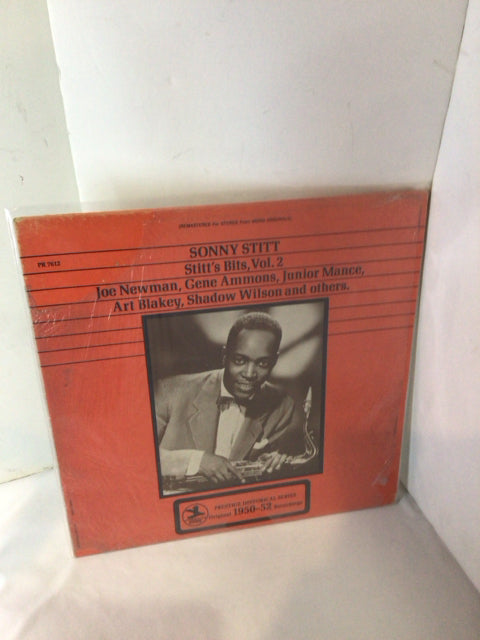 (REMASTERED For STEREO From MONO ORIGINALS)
PR 7612
SONNY STITT
Stitt's Bits, Vol. 2
Joe Newman, Gene Ammons, Junior Mance,
Art Blakey, Shadow Wilson and others.
PRESTIGE HISTORICAL SERIES
Original 1950-52 Recordings